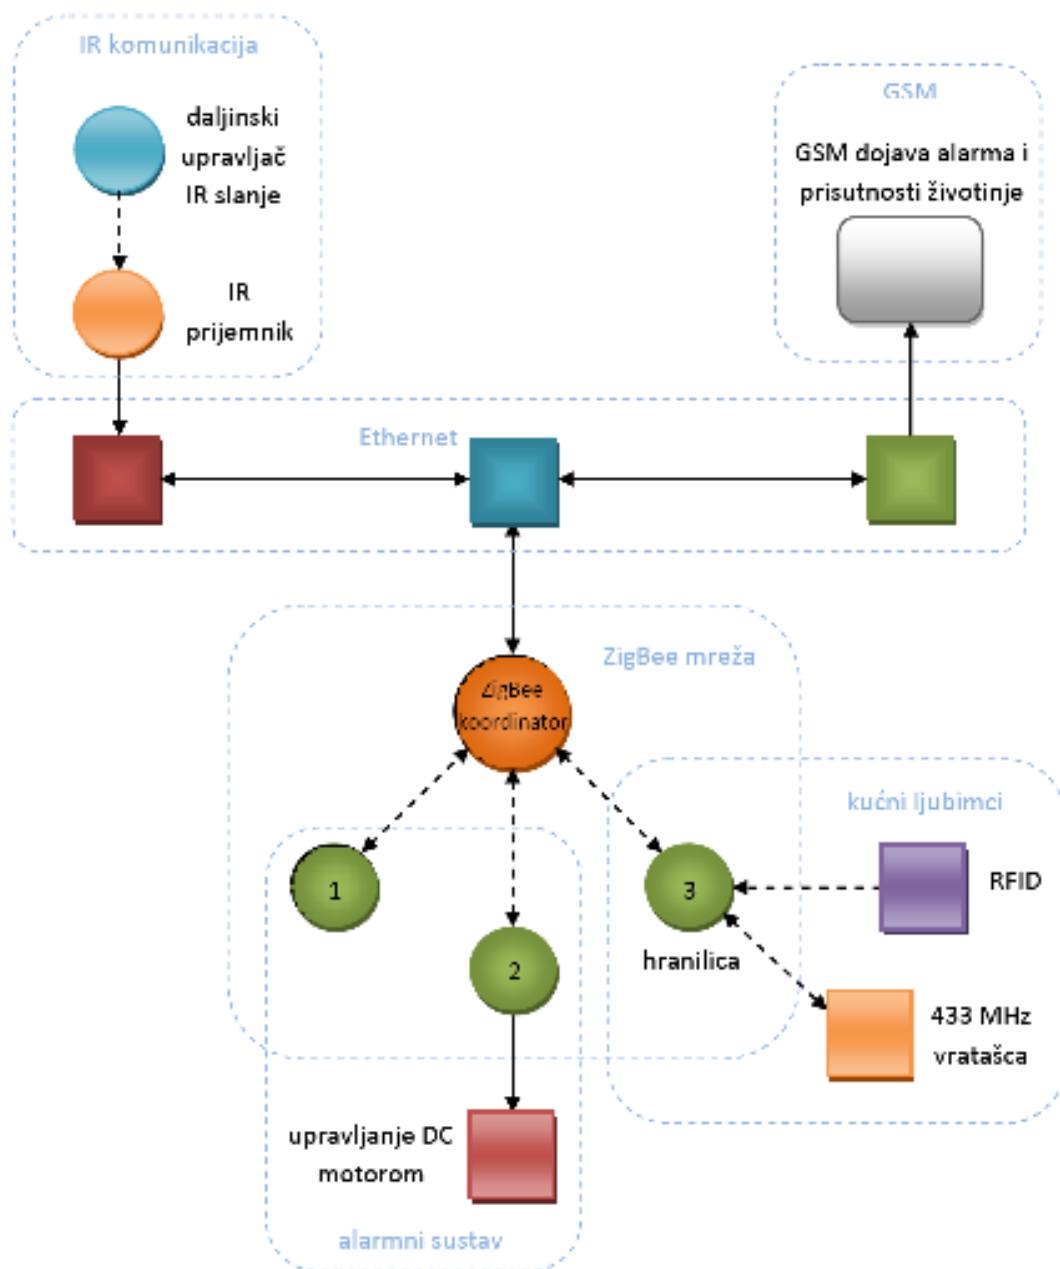 IR komunikacija
daljinski
upravljač
IR slanje
IR
prijemnik
GSM
GSM dojava alarma i
prisutnosti životinje
Ethernet
ZigBee mreža
ZigBee
koordinator
kućni ljubimci
1
2
3
hranilica
RFID
433 MHz
vratašca
upravljanje DC
motorom
alarmni sustav